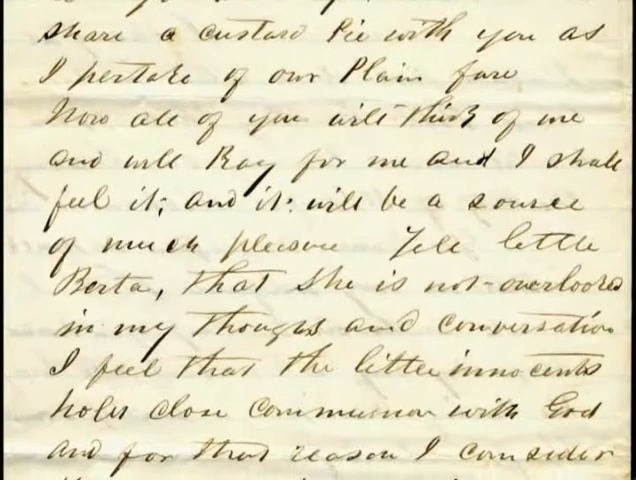 share a custard Pie with you as
I pertake of our Plain fare
Now all of you will think of me
and will Pray for me and I shall
feel it; and it will be a source
of much pleasure Tell little
Berta, that she is not overlooked
in my thoughs and conversation
I feel that the little innocents
holds close communion with God
and for that reason I consider